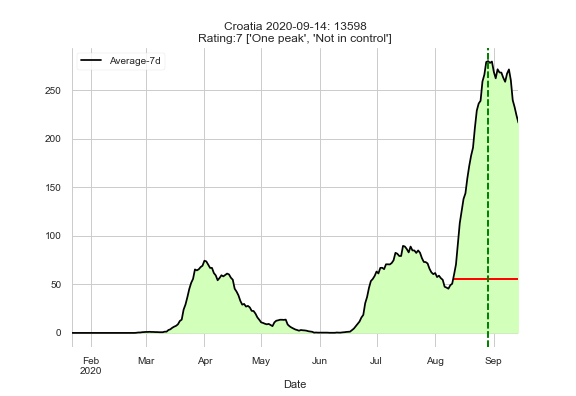 Croatia 2020-09-14: 13598
Rating:7 ['One peak', 'Not in control']
Average-7d
250
200
150
100
50
0
Feb Mar Apr May Jun Jul Aug Sep
2020
Date